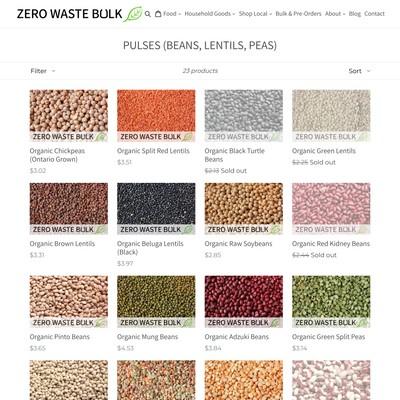 ZERO WASTE BULK
Food Household Goods Shop Local Bulk & Pre-Orders About Blog Contact
PULSES (BEANS, LENTILS, PEAS)
Filter 23 products Sort
ZERO WASTE BULK ZERO WASTE BULK ZERO WASTE BULK ZERO WASTE BULK
Organic Chickpeas Organic Split Red Lentils Organic Black Turtle Organic Green Lentils
(Ontario Grown) $3.51 Beans $2.25 Sold out
$3.02 $2.13 Sold out
ZERO WASTE BULK ZERO WASTE BULK ZERO WASTE BULK ZERO WASTE BULK
Organic Brown Lentils Organic Beluga Lentils Organic Raw Soybeans Organic Red Kidney Beans
$3.31 (Black) $2.85 $2.44 Sold out
$3.97
ZERO WASTE BULK ZERO WASTE BULK ZERO WASTE BULK ZERO WASTE BULK
Organic Pinto Beans Organic Mung Beans Organic Adzuki Beans Organic Green Split Peas
$3.65 $4.53 $3.84 $3.14